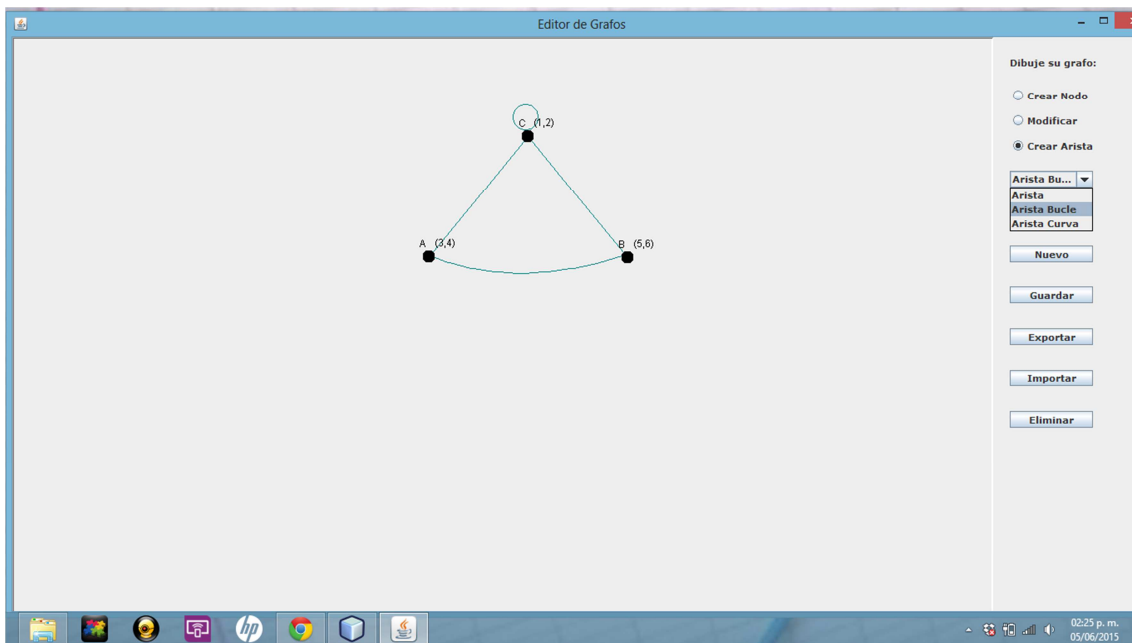 Editor de Grafos
Dibuje su grafo:
Crear Nodo
Modificar
Crear Arista
Arista Bu...
Arista
Arista Bucle
Arista Curva
Nuevo
Guardar
Exportar
Importar
Eliminar
C (1,2)
A (3,4)
B (5,6)
hp
02:25 p. m.
05/06/2015